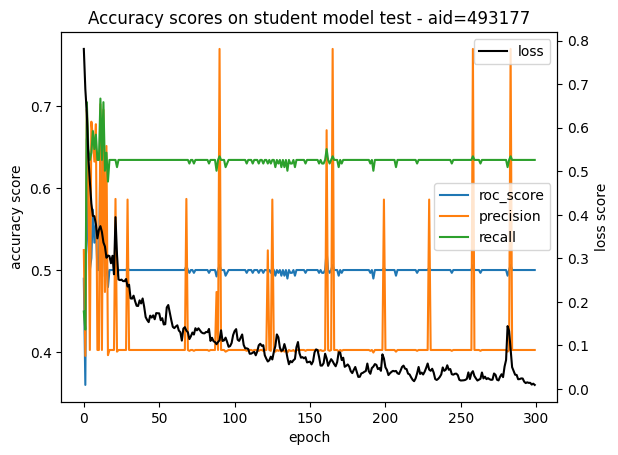 Accuracy scores on student model test - aid=493177
loss
roc_score
precision
recall
accuracy score
0.7
0.6
0.5
0.4
0.8
0.7
0.6
0.5
0.4
0.3
0.2
0.1
0.0
loss score
0
50
100
150
200
250
300
epoch